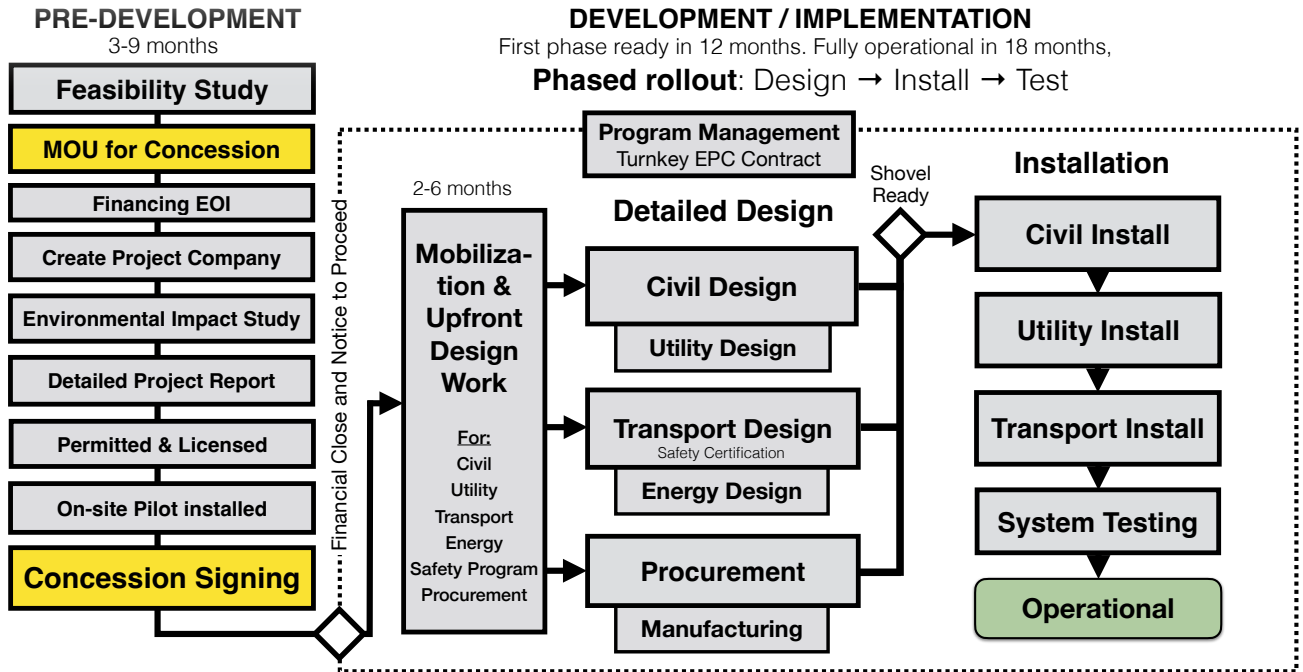 PRE-DEVELOPMENT
3-9 months
Feasibility Study
MOU for Concession
Financing EOI
Create Project Company
Environmental Impact Study
Detailed Project Report
Permitted & Licensed
On-site Pilot installed
Concession Signing
Financial Close and Notice to Proceed
DEVELOPMENT / IMPLEMENTATION
First phase ready in 12 months. Fully operational in 18 months,
Phased rollout: Design → Install → Test
Program Management
Turnkey EPC Contract
2-6 months
Mobiliza-
tion &
Upfront
Design
Work
For:
Civil
Utility
Transport
Energy
Safety Program
Procurement
Detailed Design
Civil Design
Utility Design
Transport Design
Safety Certification
Energy Design
Procurement
Manufacturing
Shovel
Ready
Installation
Civil Install
Utility Install
Transport Install
System Testing
Operational